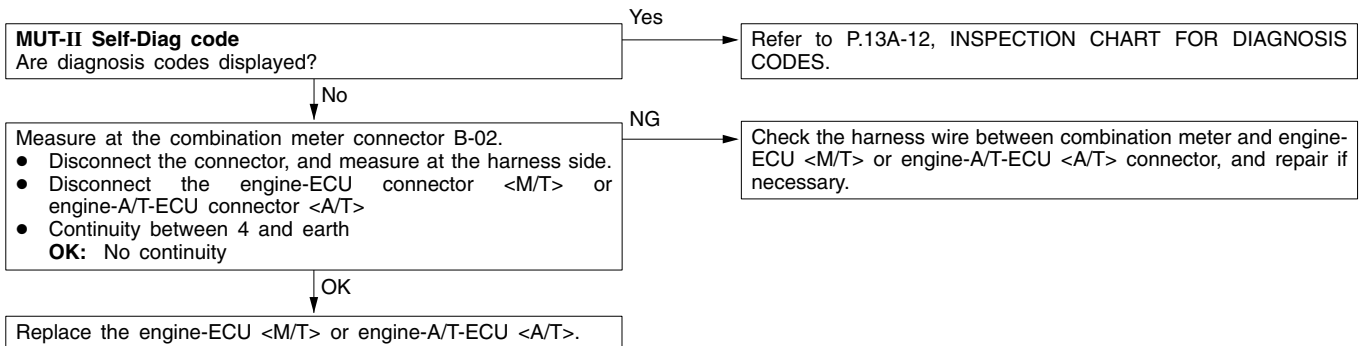 MUT-II Self-Diag code
Are diagnosis codes displayed?
Yes
Refer to P.13A-12, INSPECTION CHART FOR DIAGNOSIS
CODES.
No
Measure at the combination meter connector B-02.
● Disconnect the connector, and measure at the harness side.
● Disconnect the engine-ECU connector <M/T> or
engine-A/T-ECU connector <A/T>
● Continuity between 4 and earth
OK: No continuity
NG
Check the harness wire between combination meter and engine-
ECU <M/T> or engine-A/T-ECU <A/T> connector, and repair if
necessary.
OK
Replace the engine-ECU <M/T> or engine-A/T-ECU <A/T>.